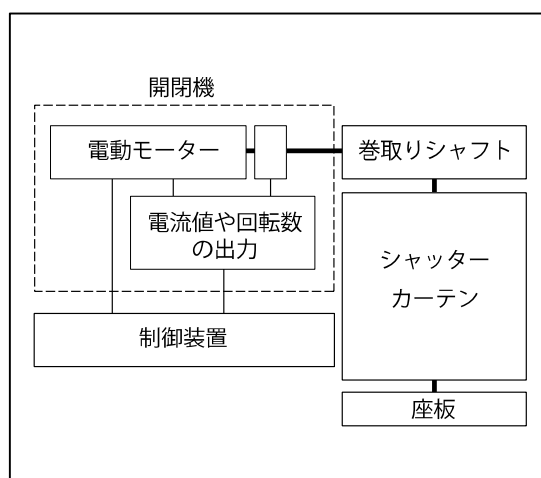 開閉機
電動モーター
巻取りシャフト
電流値や回転数
の出力
シャッター
カーテン
制御装置
座板